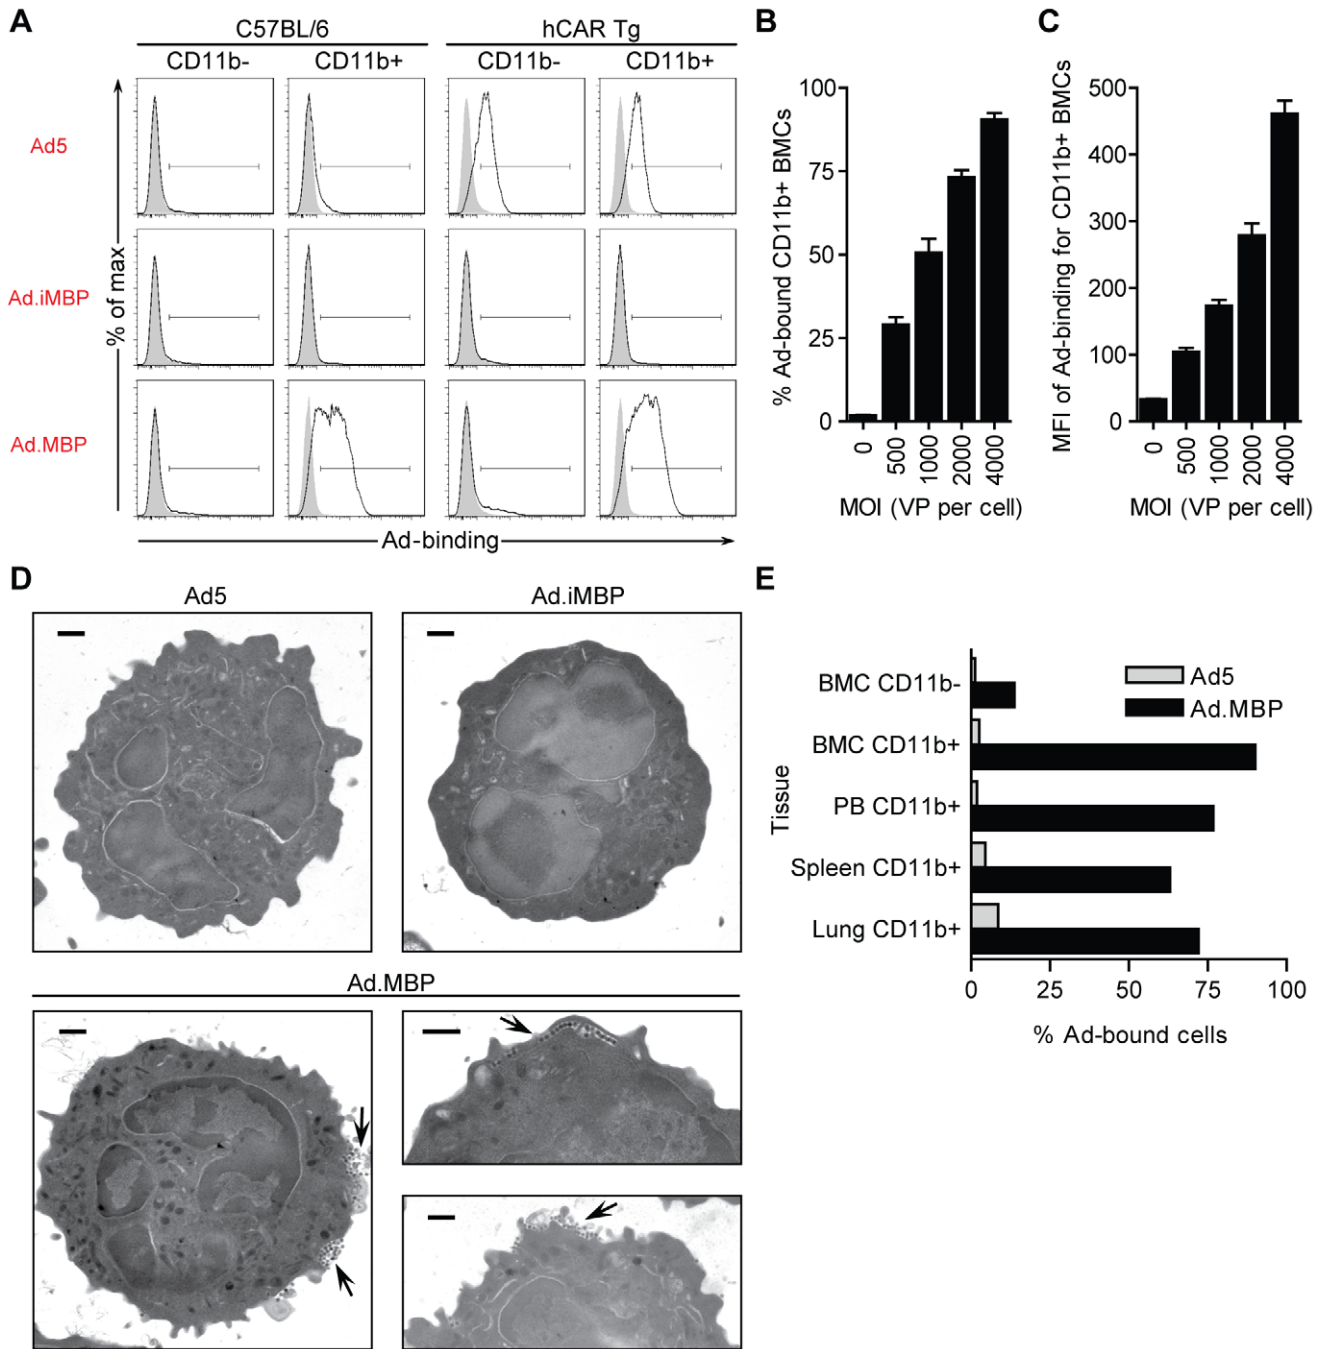 A
C57BL/6
hCAR Tg
CD11b-
CD11b+
CD11b-
CD11b+
Ad5
Ad.iMBP
Ad.MBP
% of max
Ad-binding
B
% Ad-bound CD11b+ BMCs
100
75
50
25
0
0
500
1000
2000
4000
MOI (VP per cell)
C
MFI of Ad-binding for CD11b+ BMCs
500
400
300
200
100
0
0
500
1000
2000
4000
MOI (VP per cell)
D
Ad5
Ad.iMBP
Ad.MBP
E
Ad5
Ad.MBP
Tissue
BMC CD11b-
BMC CD11b+
PB CD11b+
Spleen CD11b+
Lung CD11b+
0
25
50
75
100
% Ad-bound cells